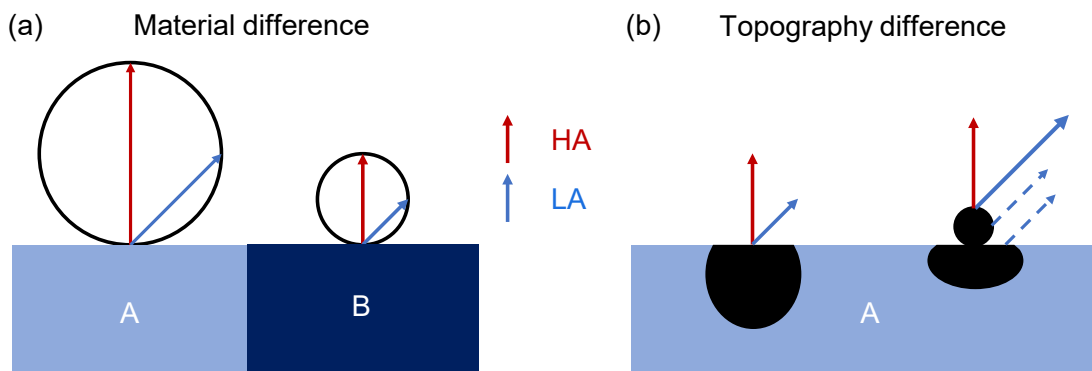 (a) Material difference
(b) Topography difference
HA
LA
A
B
A